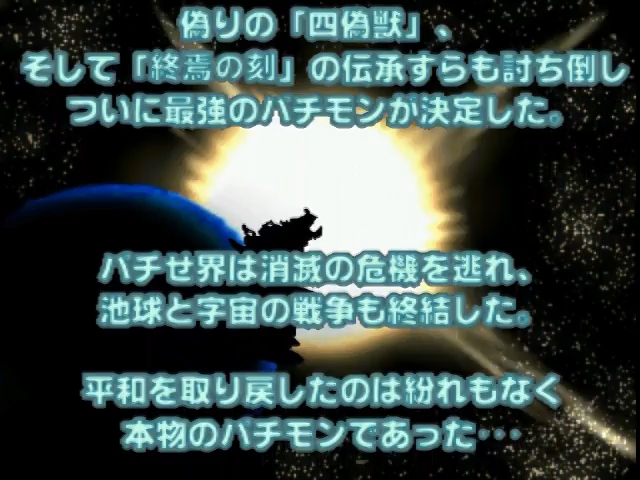 偽りの「四偽獣」、
そして「終焉の刻」の伝承すらも討ち倒し
ついに最強のパチモンが決定した。
パチせ界は消滅の危機を逃れ、
池球と字宙の戦争も終結した。
平和を取り戻したのは紛れもなく
本物のパチモンであった･･･